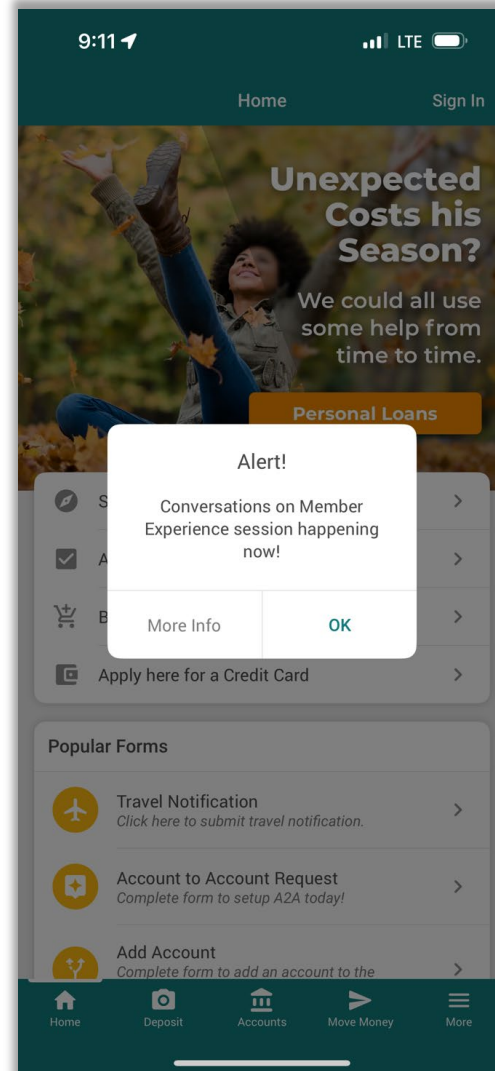 9:11
LTE
Home
Sign In
Unexpected
Costs his
Season?
We could all use
some help from
time to time.
Personal Loans
Alert!
Conversations on Member
Experience session happening
now!
More Info
OK
S
A
B
Apply here for a Credit Card
Popular Forms
Travel Notification
Click here to submit travel notification.
Account to Account Request
Complete form to setup A2A today!
Add Account
Complete form to add an account to the
Home
Deposit
Accounts
Move Money
More